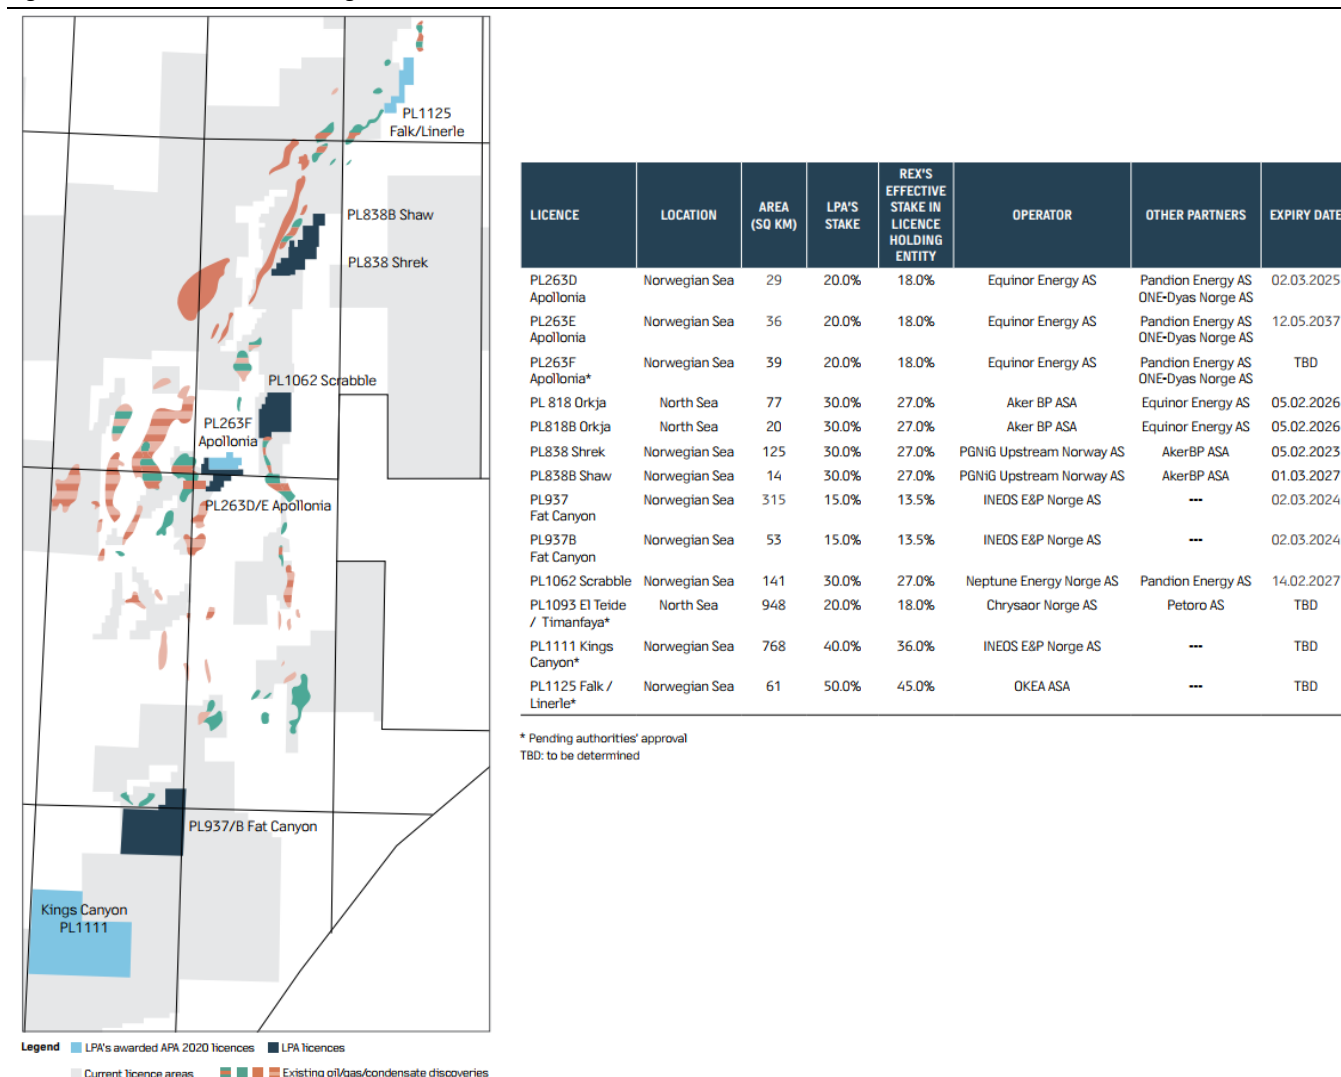 PL1125
Falk/Linerle
PL838B Shaw
PL838 Shrek
PL1062 Scrabble
PL263F
Apollonia
PL263D/E Apollonia
PL937/B Fat Canyon
Kings Canyon
PL1111
Legend LPA's awarded APA 2020 licences LPA licences
Current licence areas Existing oil/gas/condensate discoveries
LICENCE LOCATION AREA (SQ KM) LPA'S STAKE REX'S EFFECTIVE STAKE IN LICENCE HOLDING ENTITY OPERATOR OTHER PARTNERS EXPIRY DATE
PL263D Norwegian Sea 29 20.0% 18.0% Equinor Energy AS Pandion Energy AS 02.03.2025
Apollonia ONE-Dyas Norge AS
PL263E Norwegian Sea 36 20.0% 18.0% Equinor Energy AS Pandion Energy AS 12.05.2037
Apollonia ONE-Dyas Norge AS
PL263F Norwegian Sea 39 20.0% 18.0% Equinor Energy AS Pandion Energy AS TBD
Apollonia* ONE-Dyas Norge AS
PL 818 Orkja North Sea 77 30.0% 27.0% Aker BP ASA Equinor Energy AS 05.02.2026
PL818B Orkja North Sea 20 30.0% 27.0% Aker BP ASA Equinor Energy AS 05.02.2026
PL838 Shrek Norwegian Sea 125 30.0% 27.0% PGNiG Upstream Norway AS AkerBP ASA 05.02.2023
PL838B Shaw Norwegian Sea 14 30.0% 27.0% PGNiG Upstream Norway AS AkerBP ASA 01.03.2027
PL937 Norwegian Sea 315 15.0% 13.5% INEOS E&P Norge AS --- 02.03.2024
Fat Canyon
PL937B Norwegian Sea 53 15.0% 13.5% INEOS E&P Norge AS --- 02.03.2024
Fat Canyon
PL1062 Scrabble Norwegian Sea 141 30.0% 27.0% Neptune Energy Norge AS Pandion Energy AS 14.02.2027
PL1093 El Teide North Sea 948 20.0% 18.0% Chrysaor Norge AS Petoro AS TBD
/ Timanfaya*
PL1111 Kings Norwegian Sea 768 40.0% 36.0% INEOS E&P Norge AS --- TBD
Canyon*
PL1125 Falk / Norwegian Sea 61 50.0% 45.0% OKEA ASA --- TBD
Linerle*
* Pending authorities' approval
TBD: to be determined